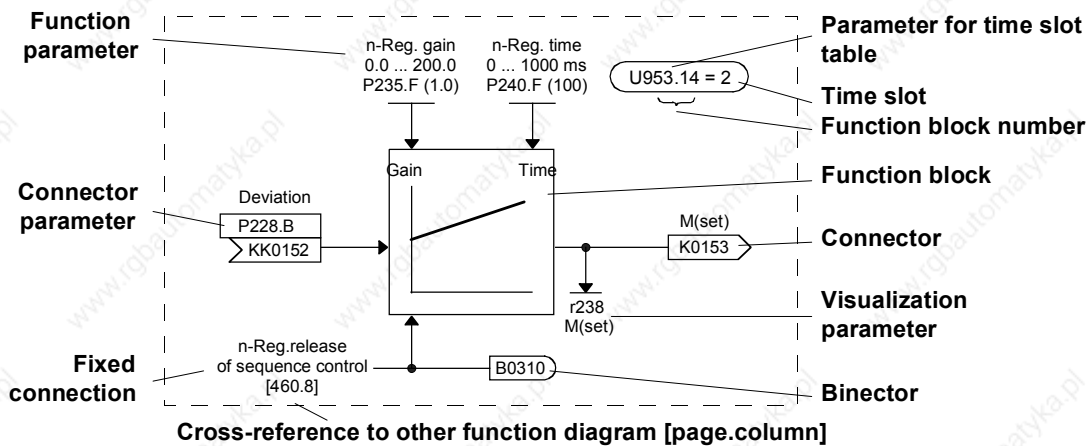 Function
parameter
n-Reg. gain
0.0 ... 200.0
P235.F (1.0)
n-Reg. time
0 ... 1000 ms
P240.F (100)
U953.14 = 2
Parameter for time slot
table
Time slot
Function block number
Gain
Time
Function block
Connector
parameter
Deviation
P228.B
KK0152
M(set)
K0153
Connector
r238
M(set)
Visualization
parameter
Fixed
connection
n-Reg.release
of sequence control
[460.8]
B0310
Binector
Cross-reference to other function diagram [page.column]
www.rgbautomatyka.pl